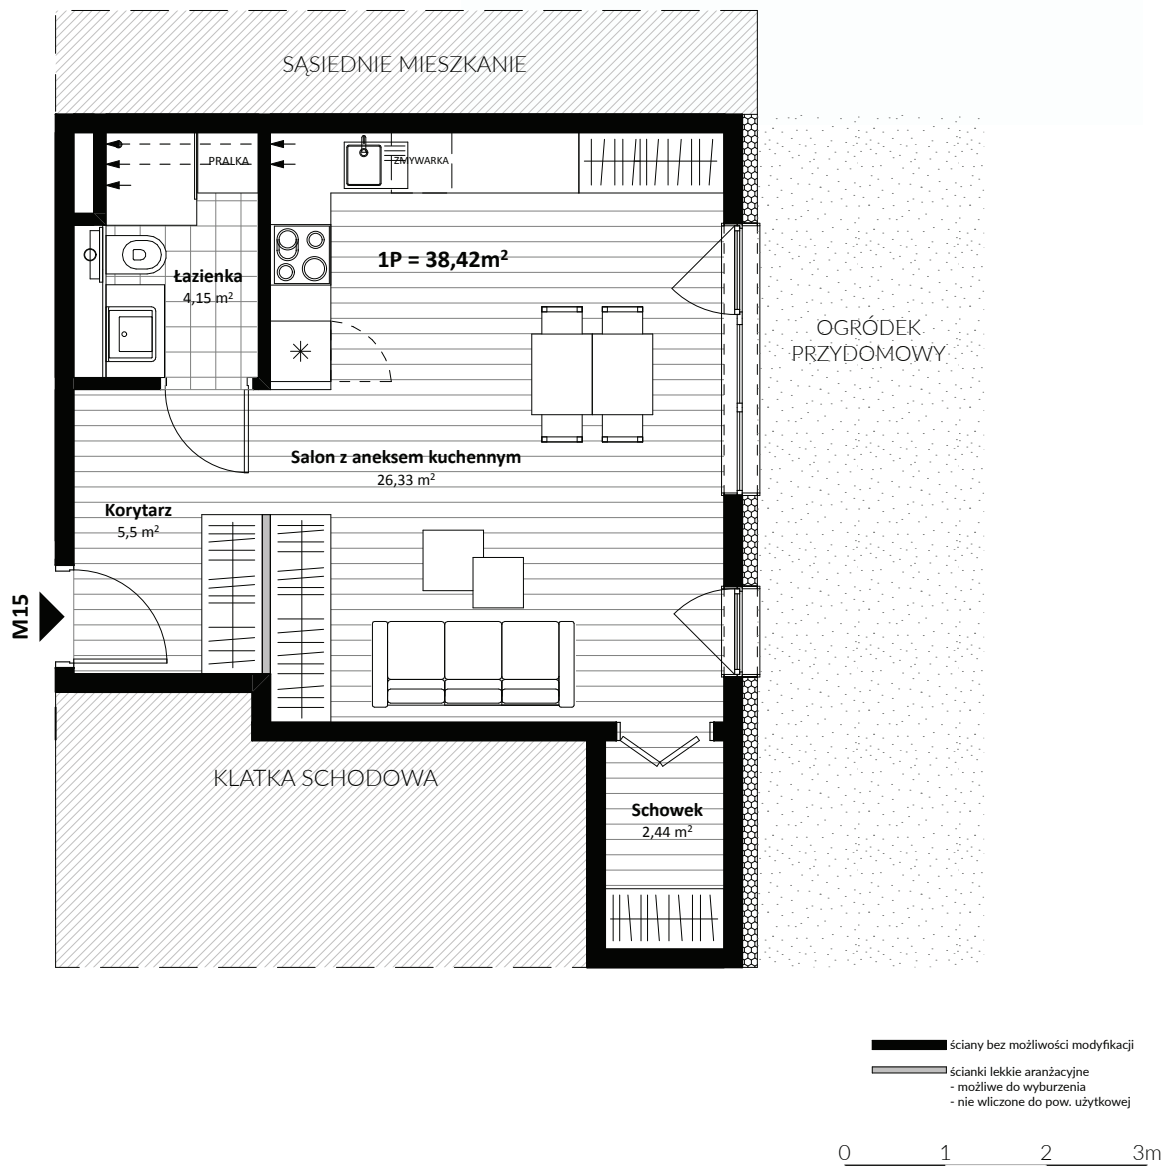 SĄSIEDNIE MIESZKANIE
PRALKA
ZMYWARKA
1P = 38,42m²
Łazienka
4,15 m²
OGRÓDEK
PRZYDOMOWY
Salon z aneksem kuchennym
26,33 m²
Korytarz
5,5 m²
M15
KLATKA SCHODOWA
Schowek
2,44 m²
ściany bez możliwości modyfikacji
ścianki lekkie aranżacyjne
- możliwe do wyburzenia
- nie wliczone do pow. użytkowej
0 1 2 3m